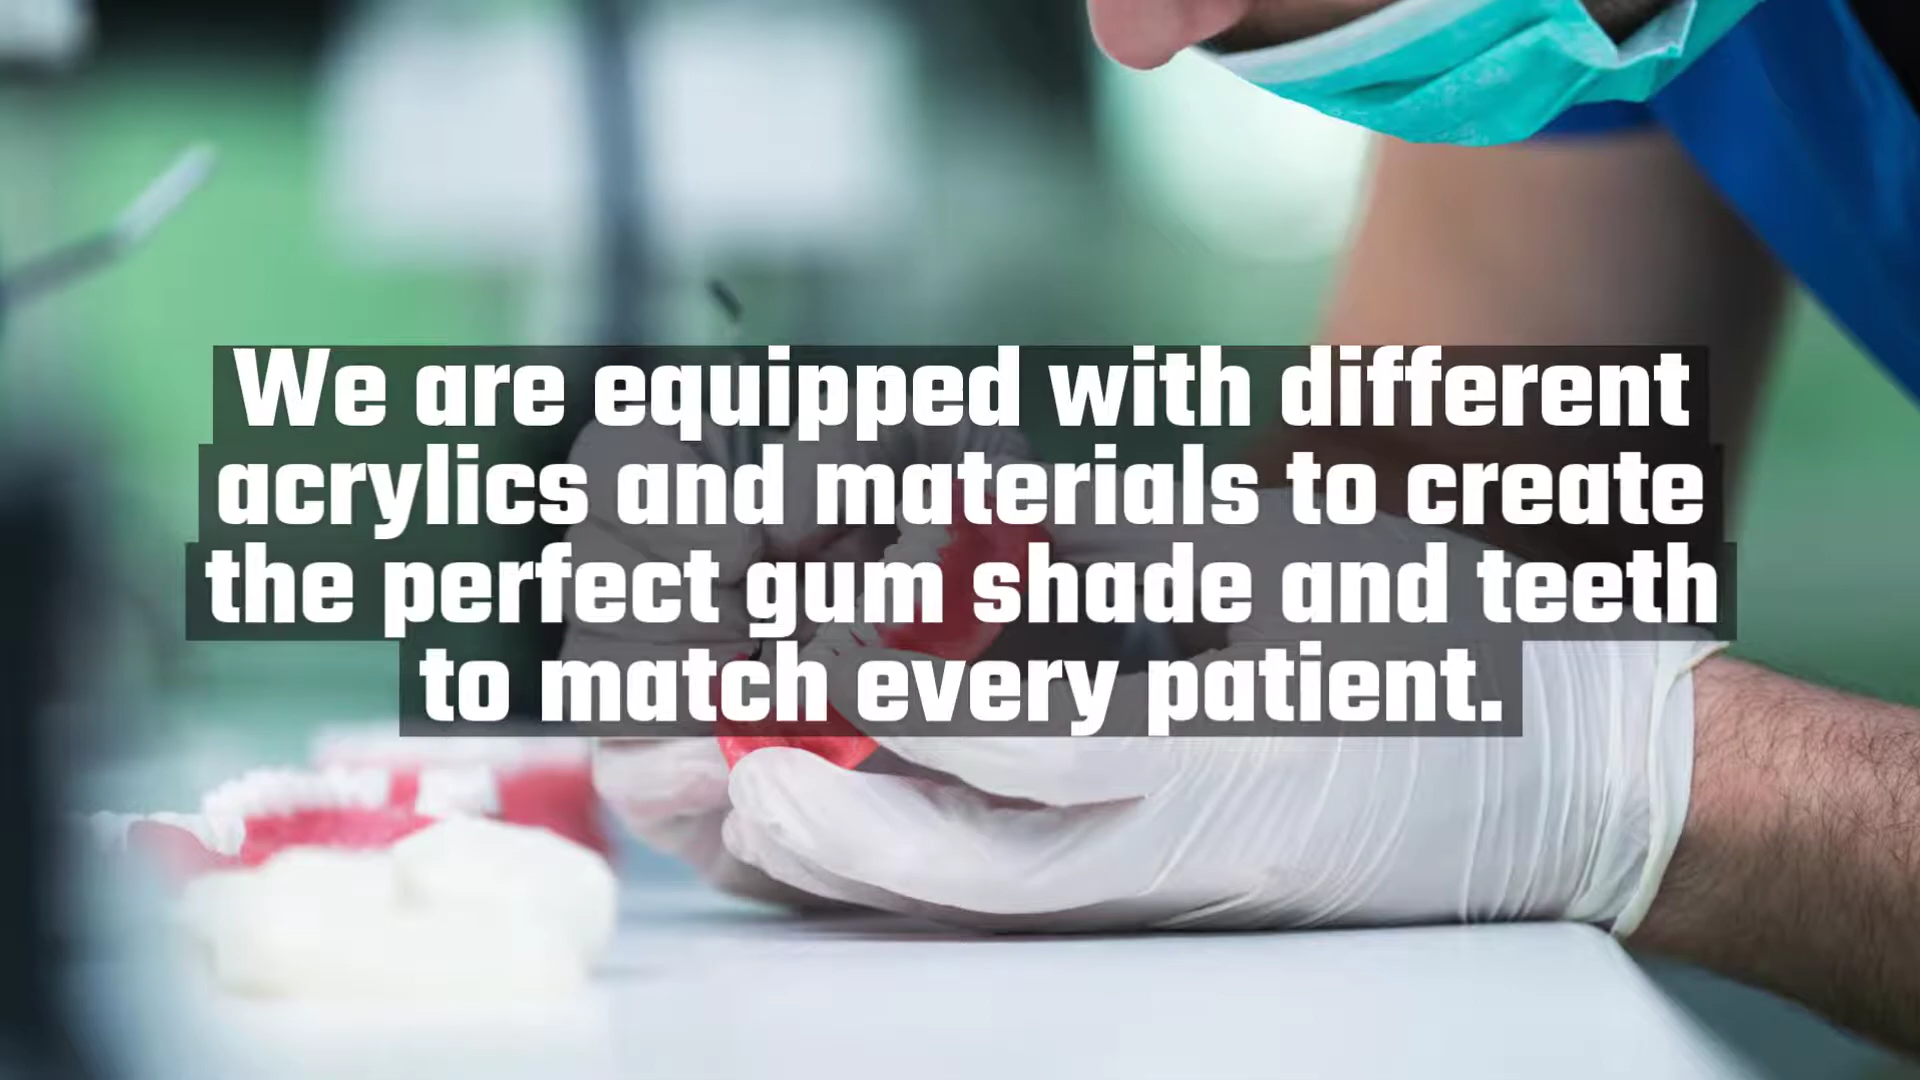 We are equipped with different
acrylics and materials to create
the perfect gum shade and teeth
to match every patient.